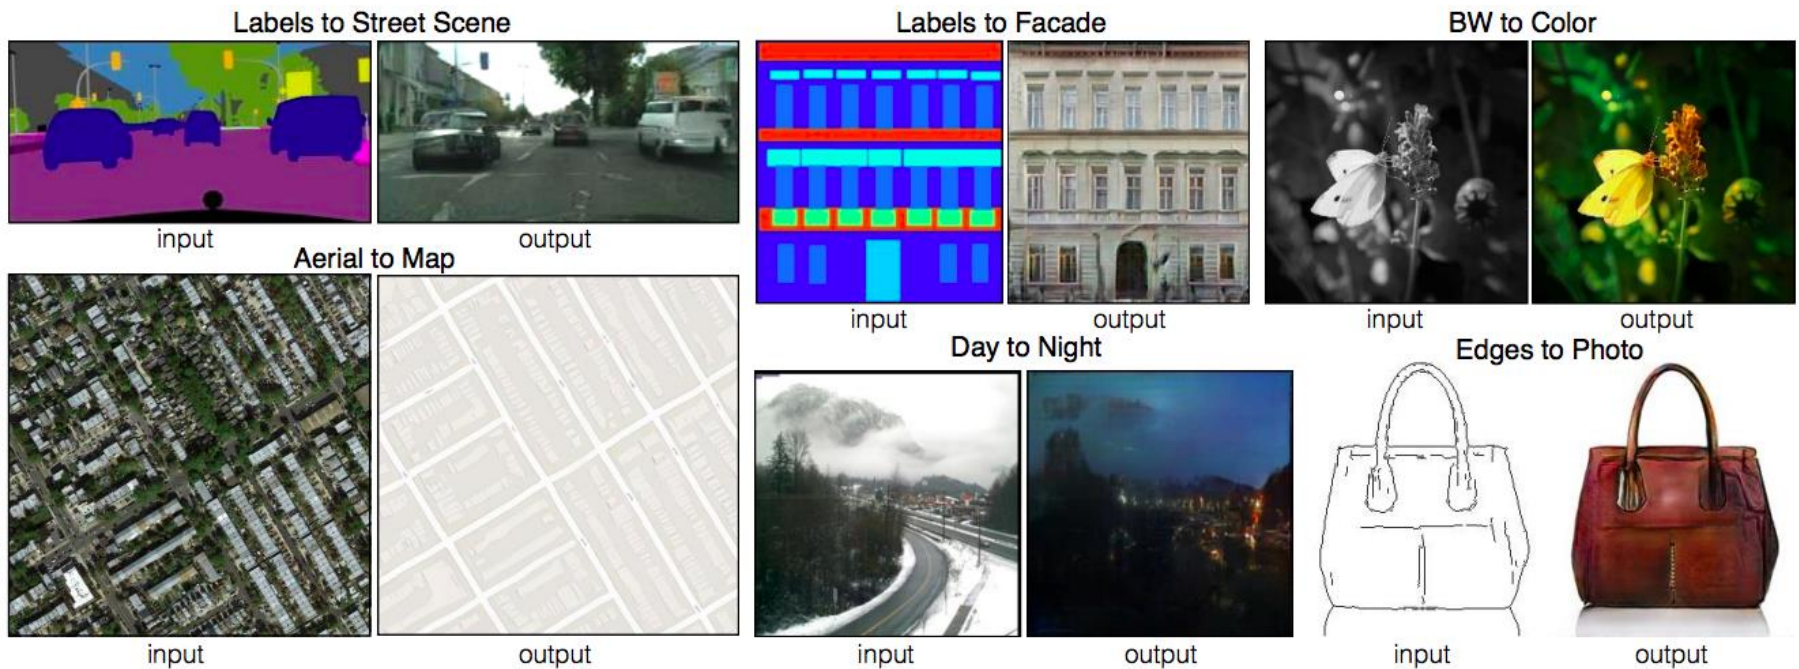 Labels to Street Scene
input
output
Aerial to Map
input
output
Labels to Facade
input
output
BW to Color
input
output
Day to Night
input
output
Edges to Photo
input
output